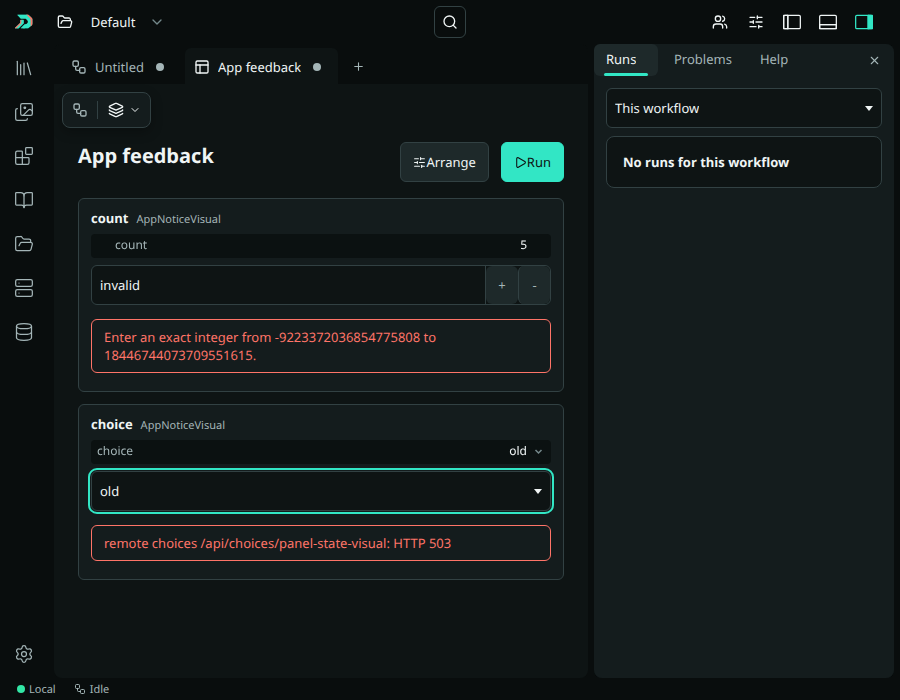 Default
Untitled
App feedback
Runs
Problems
Help
This workflow
No runs for this workflow
App feedback
Arrange
Run
count AppNoticeVisual
count 5
invalid + -
Enter an exact integer from -9223372036854775808 to
18446744073709551615.
choice AppNoticeVisual
choice old
old
remote choices /api/choices/panel-state-visual: HTTP 503
Local
Idle